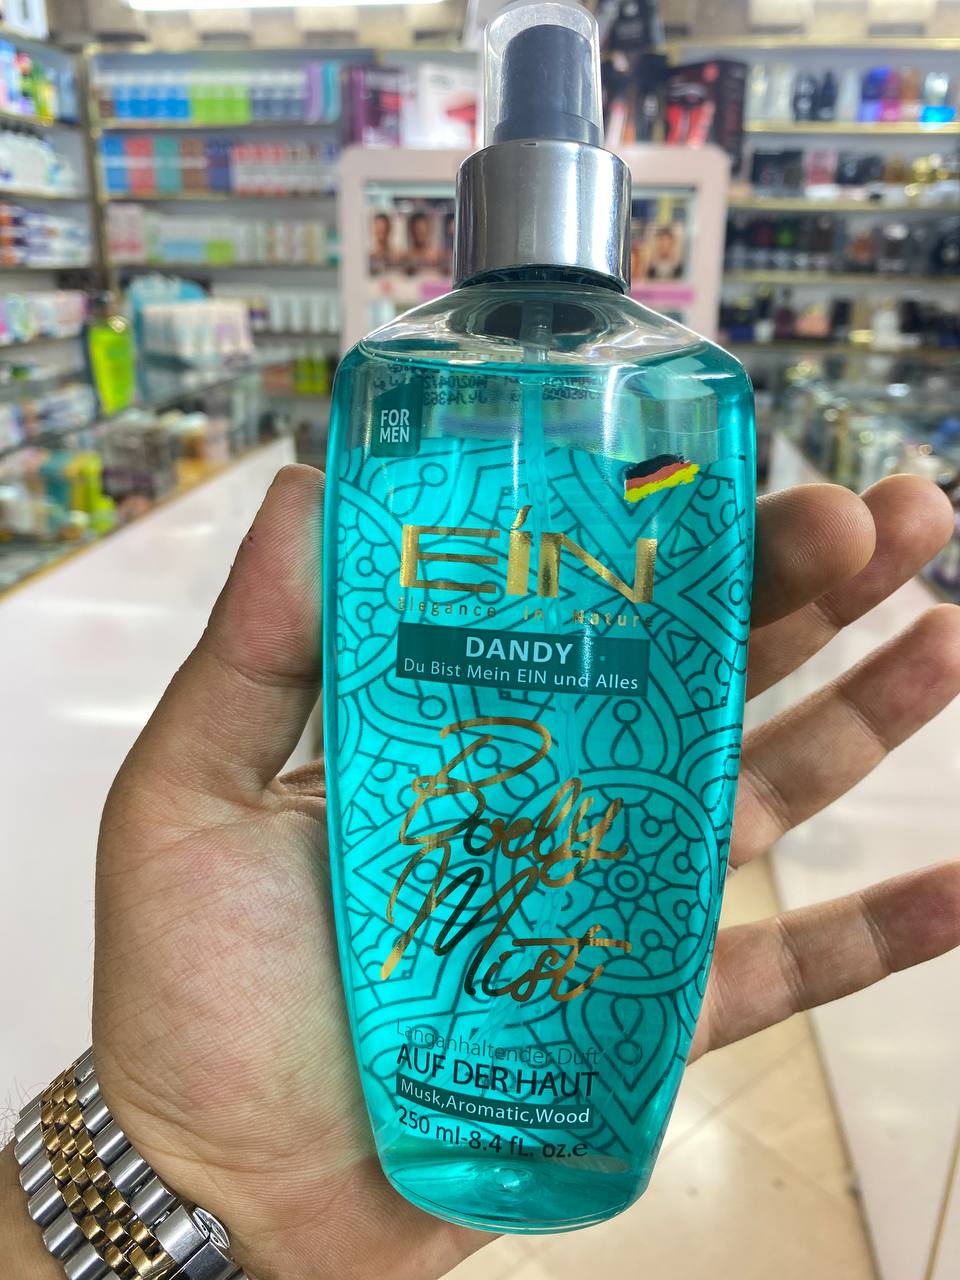 FOR
MEN
EÍN
Elegance in Nature
DANDY
Du Bist Mein EIN und Alles
Body
Mist
Langanhaltender Duft
AUF DER HAUT
Musk,Aromatic,Wood
250 ml-8.4 fL. oz.e